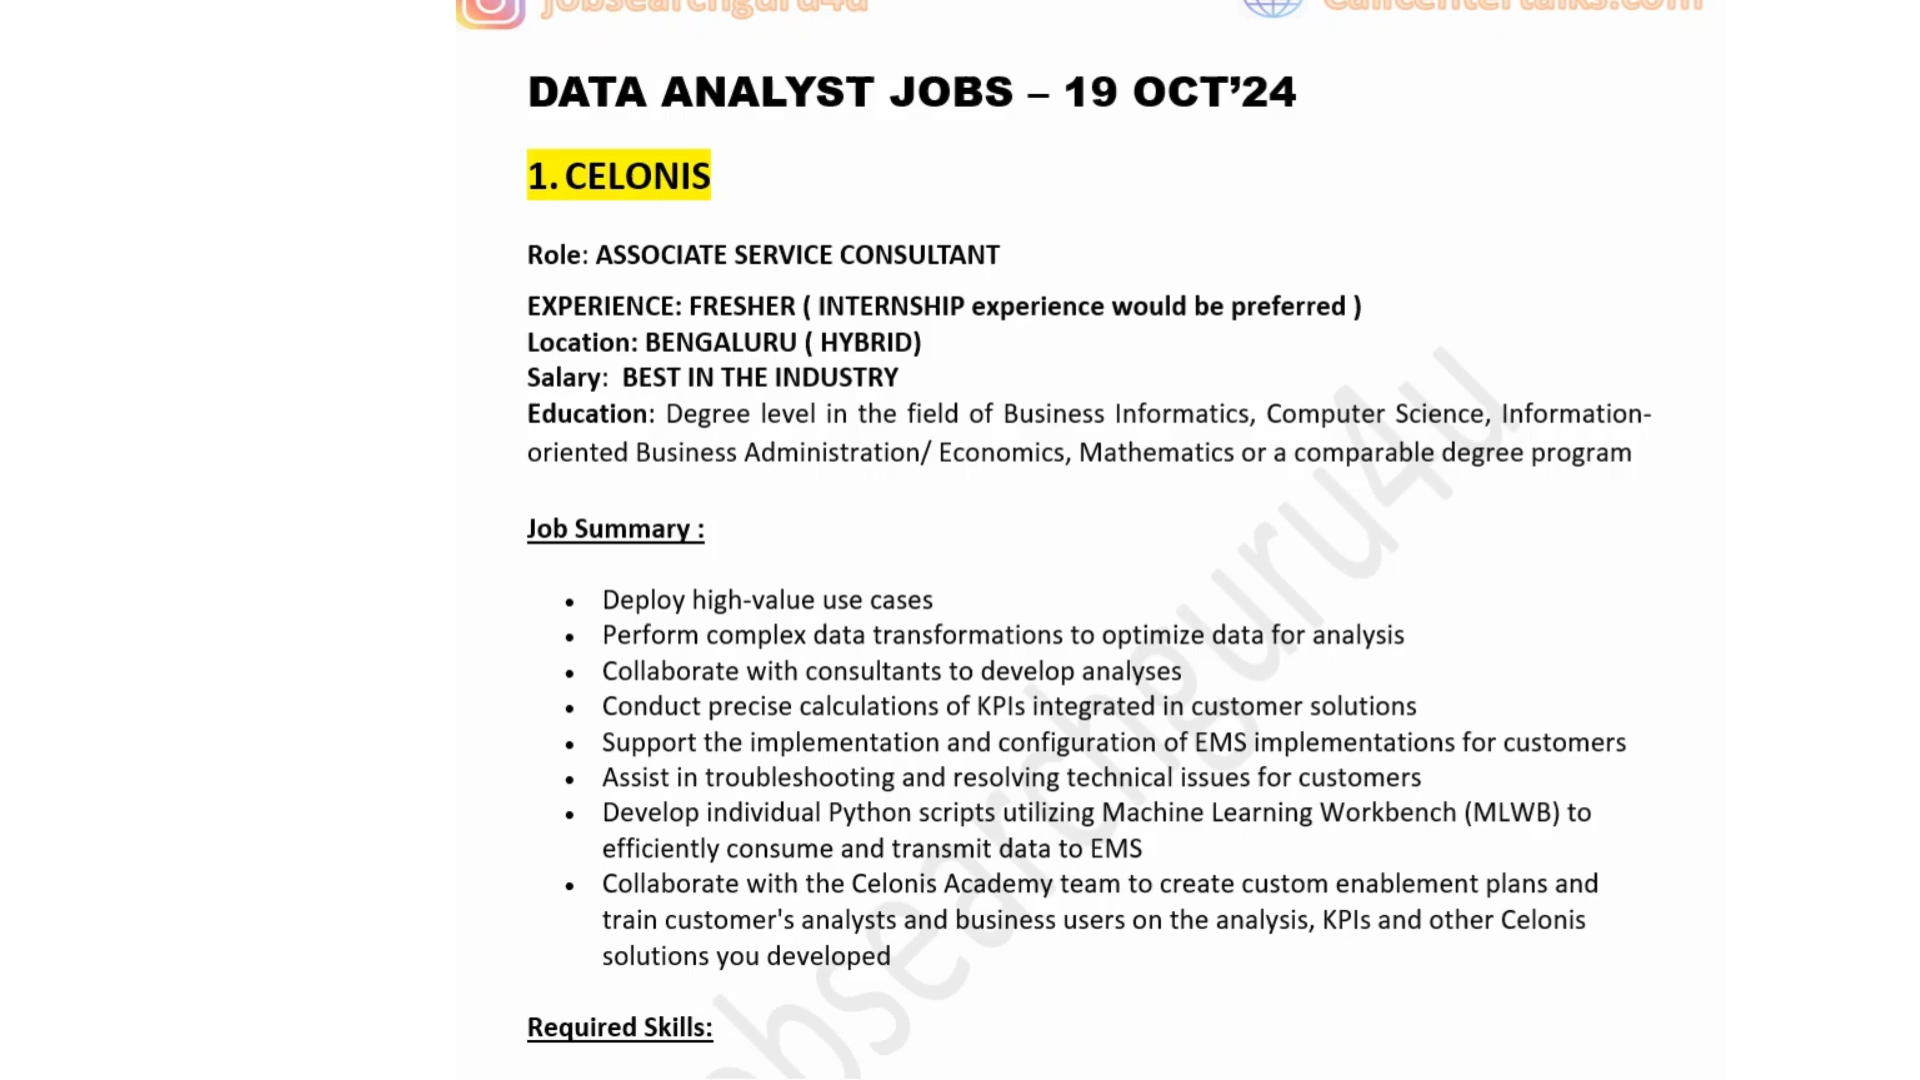 jobsearchguru4u
Callcentertalks.com
DATA ANALYST JOBS – 19 OCT’24
1. CELONIS
Role: ASSOCIATE SERVICE CONSULTANT
EXPERIENCE: FRESHER ( INTERNSHIP experience would be preferred )
Location: BENGALURU ( HYBRID)
Salary: BEST IN THE INDUSTRY
Education: Degree level in the field of Business Informatics, Computer Science, Information-
oriented Business Administration/ Economics, Mathematics or a comparable degree program
Job Summary :
• Deploy high-value use cases
• Perform complex data transformations to optimize data for analysis
• Collaborate with consultants to develop analyses
• Conduct precise calculations of KPIs integrated in customer solutions
• Support the implementation and configuration of EMS implementations for customers
• Assist in troubleshooting and resolving technical issues for customers
• Develop individual Python scripts utilizing Machine Learning Workbench (MLWB) to
efficiently consume and transmit data to EMS
• Collaborate with the Celonis Academy team to create custom enablement plans and
train customer's analysts and business users on the analysis, KPIs and other Celonis
solutions you developed
Required Skills:
jobsearchguru4u